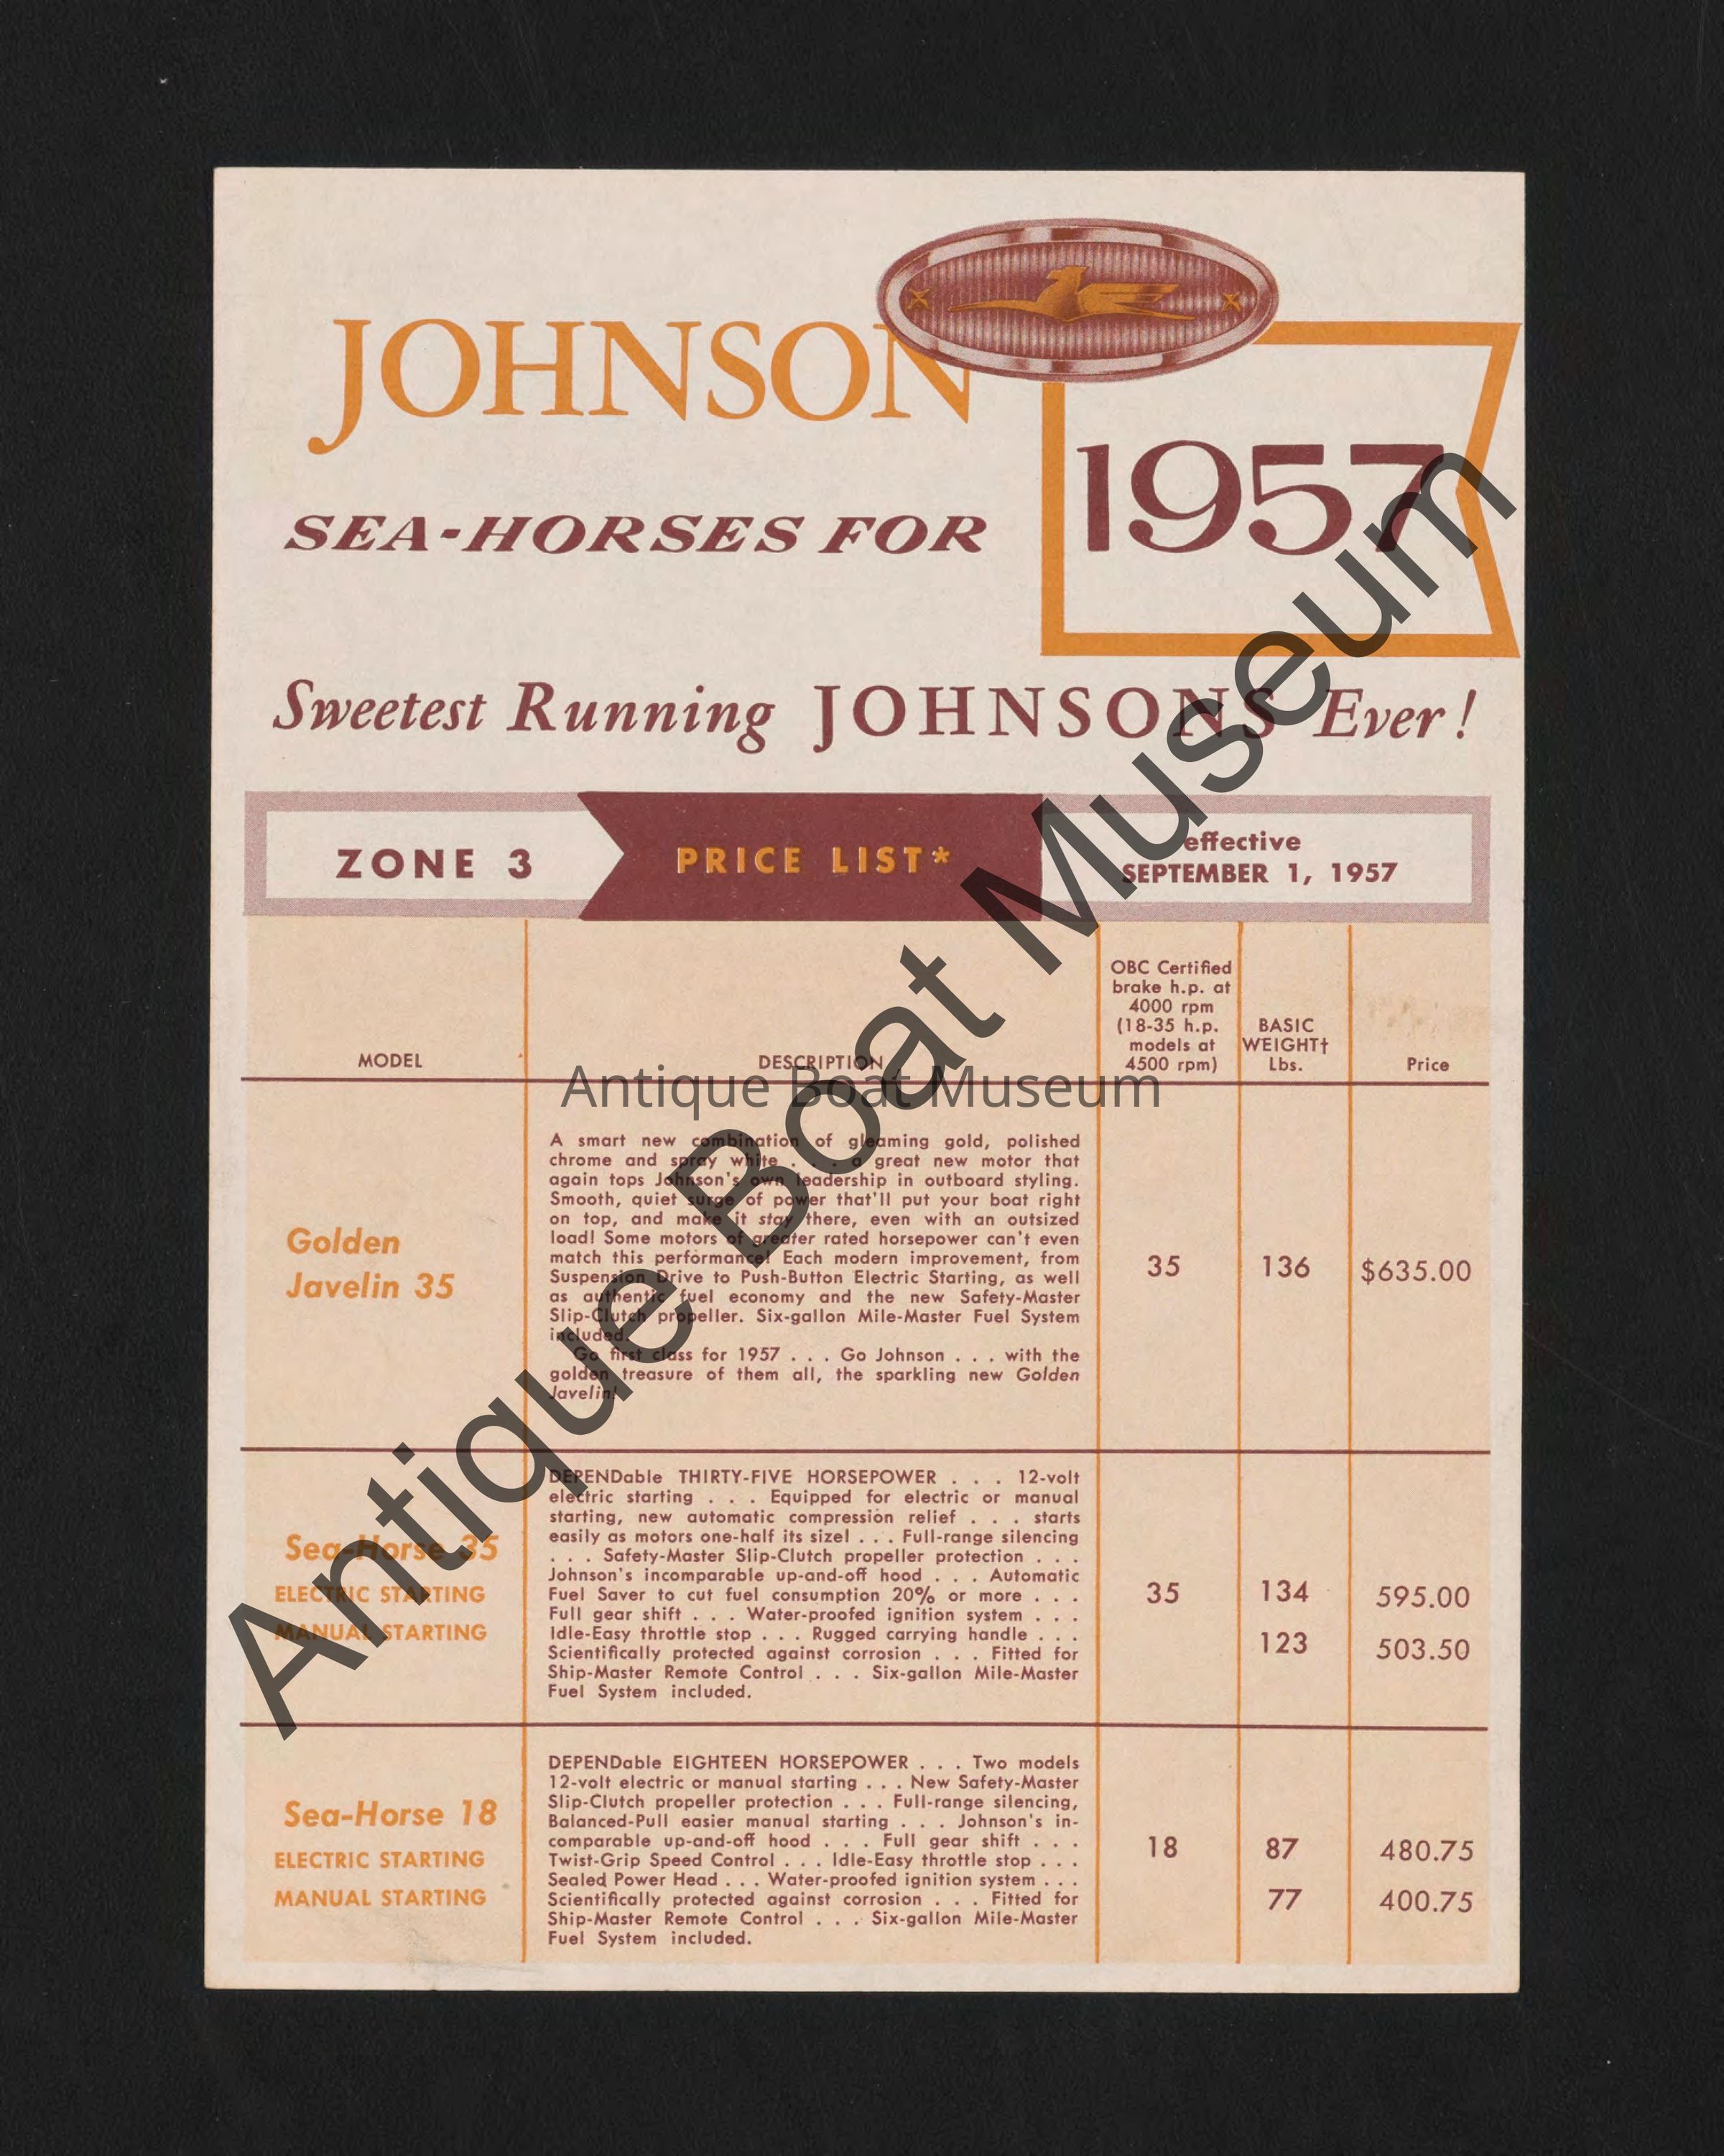 JOHNSON
SEA-HORSES FOR
1957
Sweetest Running JOHNSONS Ever!
ZONE 3
PRICE LIST*
effective
SEPTEMBER 1, 1957
MODEL
DESCRIPTION
OBC Certified
brake h.p. at
4000 rpm
(18-35 h.p.
models at
4500 rpm)
BASIC
WEIGHT†
Lbs.
Price
Antique Boat Museum
Antique Boat Museum
Golden
Javelin 35
A smart new combination of gleaming gold, polished
chrome and spray white . . . a great new motor that
again tops Johnson's own leadership in outboard styling.
Smooth, quiet surge of power that'll put your boat right
on top, and make it stay there, even with an outsized
load! Some motors of greater rated horsepower can't even
match this performance! Each modern improvement, from
Suspension Drive to Push-Button Electric Starting, as well
as authentic fuel economy and the new Safety-Master
Slip-Clutch propeller. Six-gallon Mile-Master Fuel System
included.
Go first class for 1957 . . . Go Johnson . . . with the
golden treasure of them all, the sparkling new Golden
Javelin!
35
136
$635.00
Sea-Horse 35
ELECTRIC STARTING
MANUAL STARTING
DEPENDable THIRTY-FIVE HORSEPOWER . . . 12-volt
electric starting . . . Equipped for electric or manual
starting, new automatic compression relief . . . starts
easily as motors one-half its size! . . . Full-range silencing
. . . Safety-Master Slip-Clutch propeller protection . . .
Johnson's incomparable up-and-off hood . . . Automatic
Fuel Saver to cut fuel consumption 20% or more . . .
Full gear shift . . . Water-proofed ignition system . . .
Idle-Easy throttle stop . . . Rugged carrying handle . . .
Scientifically protected against corrosion . . . Fitted for
Ship-Master Remote Control . . . Six-gallon Mile-Master
Fuel System included.
35
134
595.00
123
503.50
Sea-Horse 18
ELECTRIC STARTING
MANUAL STARTING
DEPENDable EIGHTEEN HORSEPOWER . . . Two models
12-volt electric or manual starting . . . New Safety-Master
Slip-Clutch propeller protection . . . Full-range silencing,
Balanced-Pull easier manual starting . . . Johnson's in-
comparable up-and-off hood . . . Full gear shift . . .
Twist-Grip Speed Control . . . Idle-Easy throttle stop . . .
Sealed Power Head . . . Water-proofed ignition system . . .
Scientifically protected against corrosion . . . Fitted for
Ship-Master Remote Control . . . Six-gallon Mile-Master
Fuel System included.
18
87
480.75
77
400.75